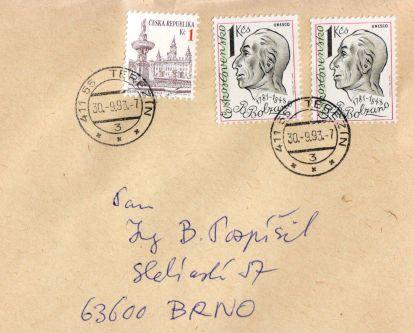 ČESKÁ REPUBLIKA
Kč 1
1 Kčs
UNESCO
Československo
1781-1848
B. Bolzano
1 Kčs
UNESCO
Československo
1781-1848
B. Bolzano
411 55 TEREZÍN
30.-9.93.-7
3
411 55 TEREZÍN
30.-9.93.-7
3
Pan
Ing B. Pospíšil
57
63600 BRNO